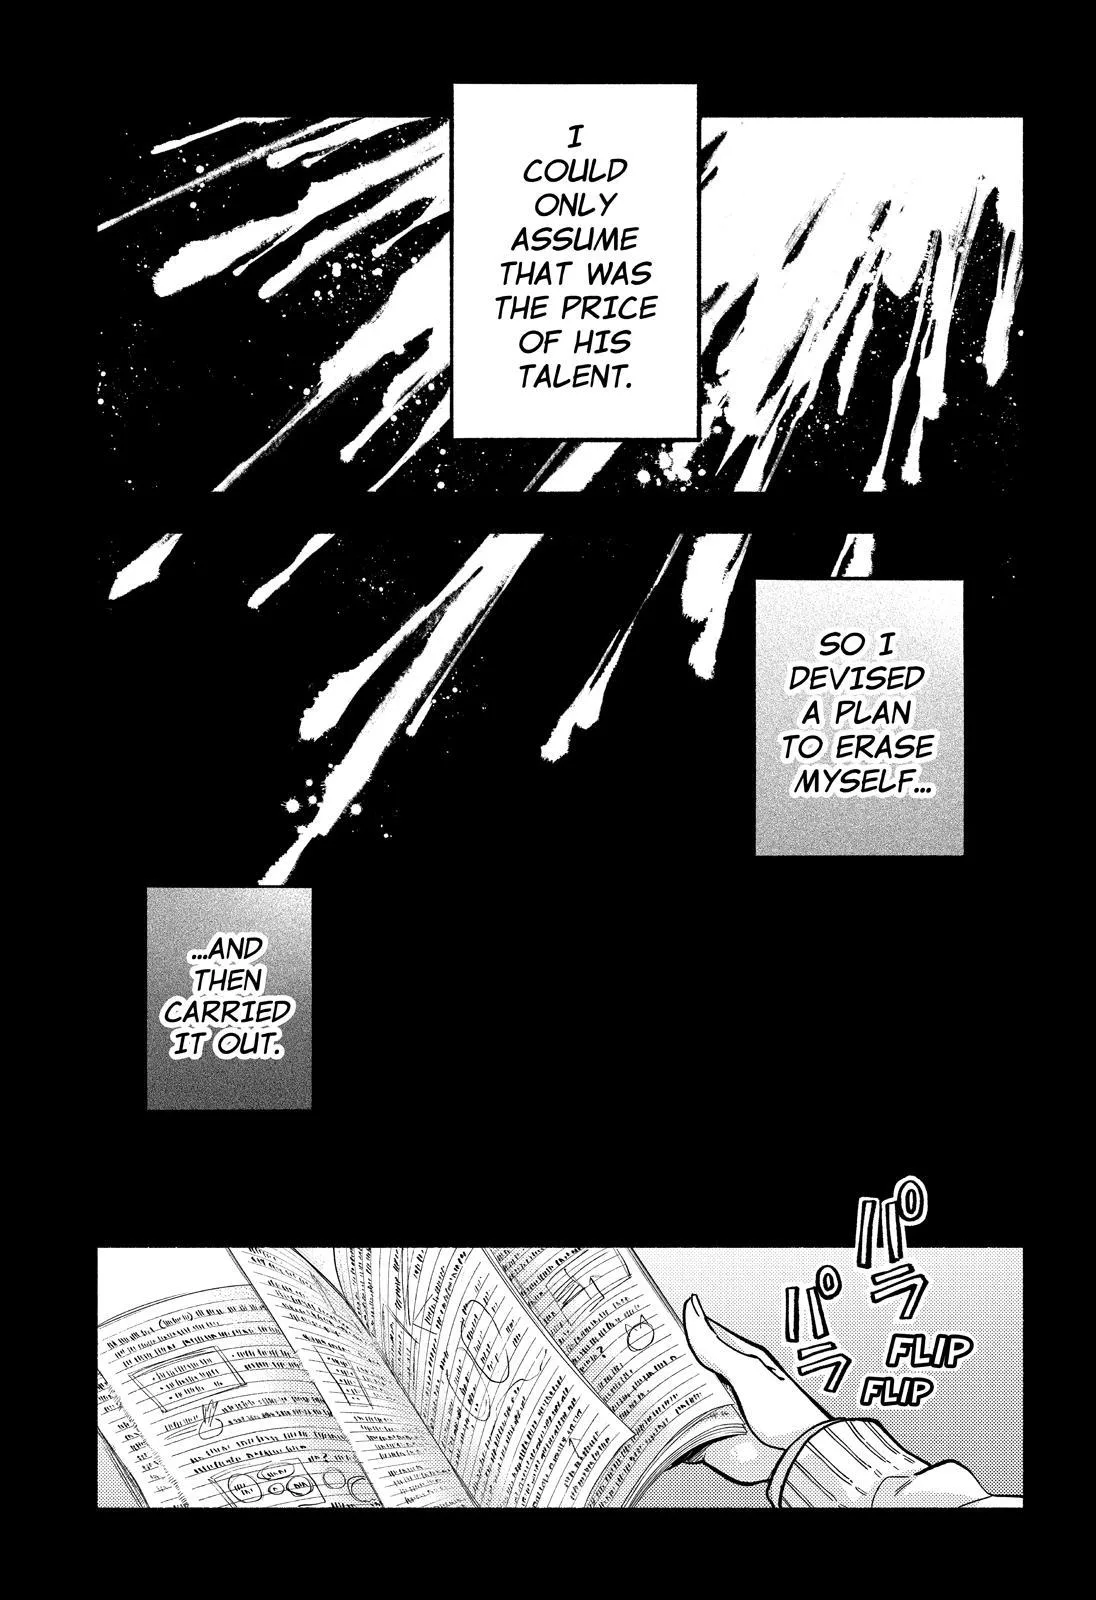 I
COULD
ONLY
ASSUME
THAT WAS
THE PRICE
OF HIS
TALENT.
SO I
DEVISED
A PLAN
TO ERASE
MYSELF...
...AND
THEN
CARRIED
IT OUT.
パラ
パラ
FLIP
FLIP